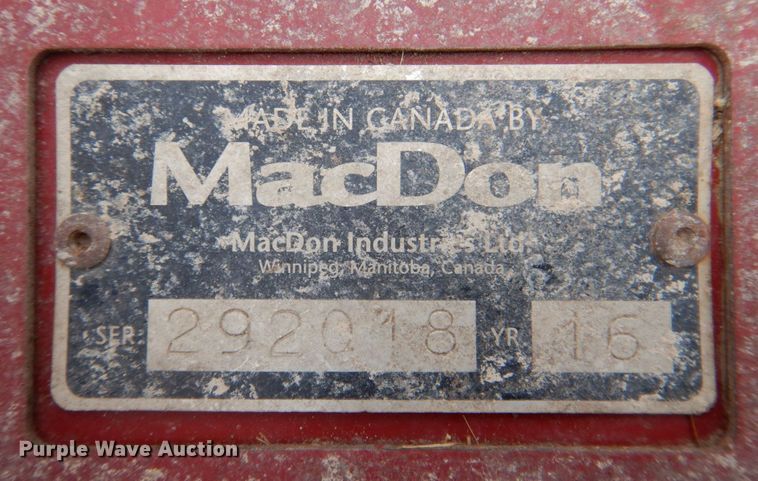 MADE IN CANADA BY
MacDon
MacDon Industries Ltd.
Winnipeg, Manitoba, Canada
SER. 292018 YR 16
Purple Wave Auction